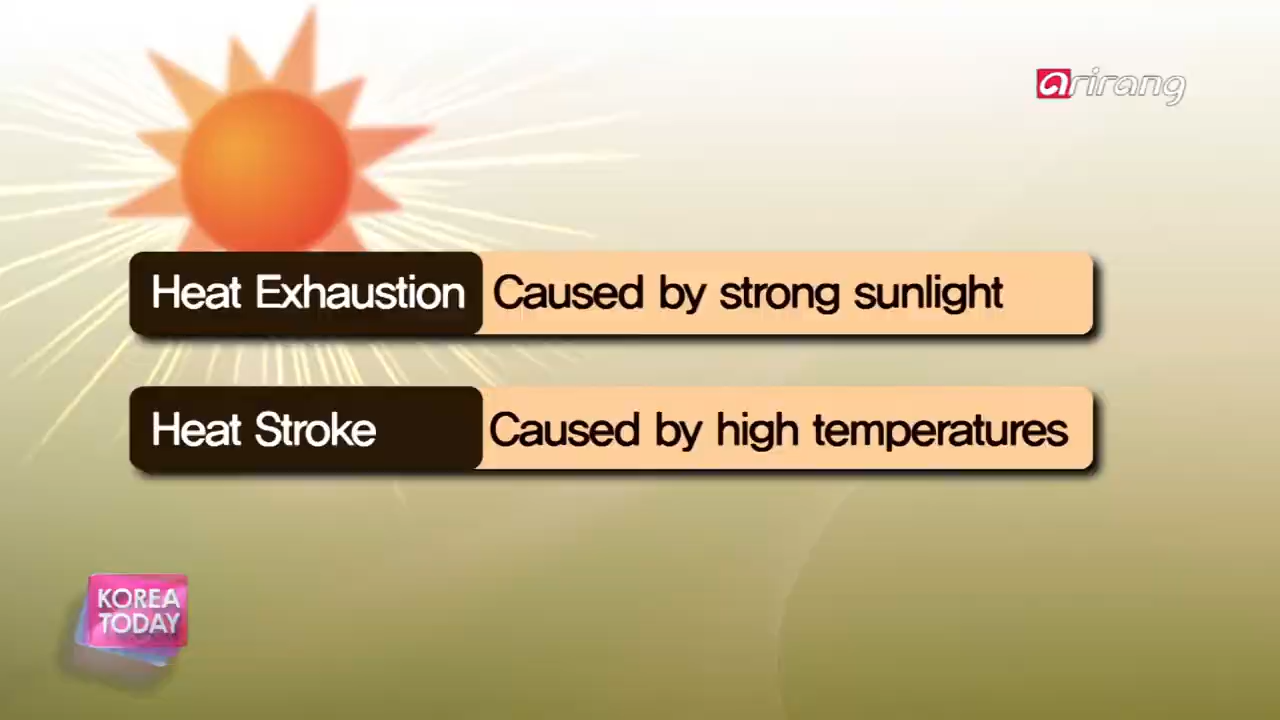 arirang
Heat Exhaustion Caused by strong sunlight
Heat Stroke Caused by high temperatures
KOREA
TODAY